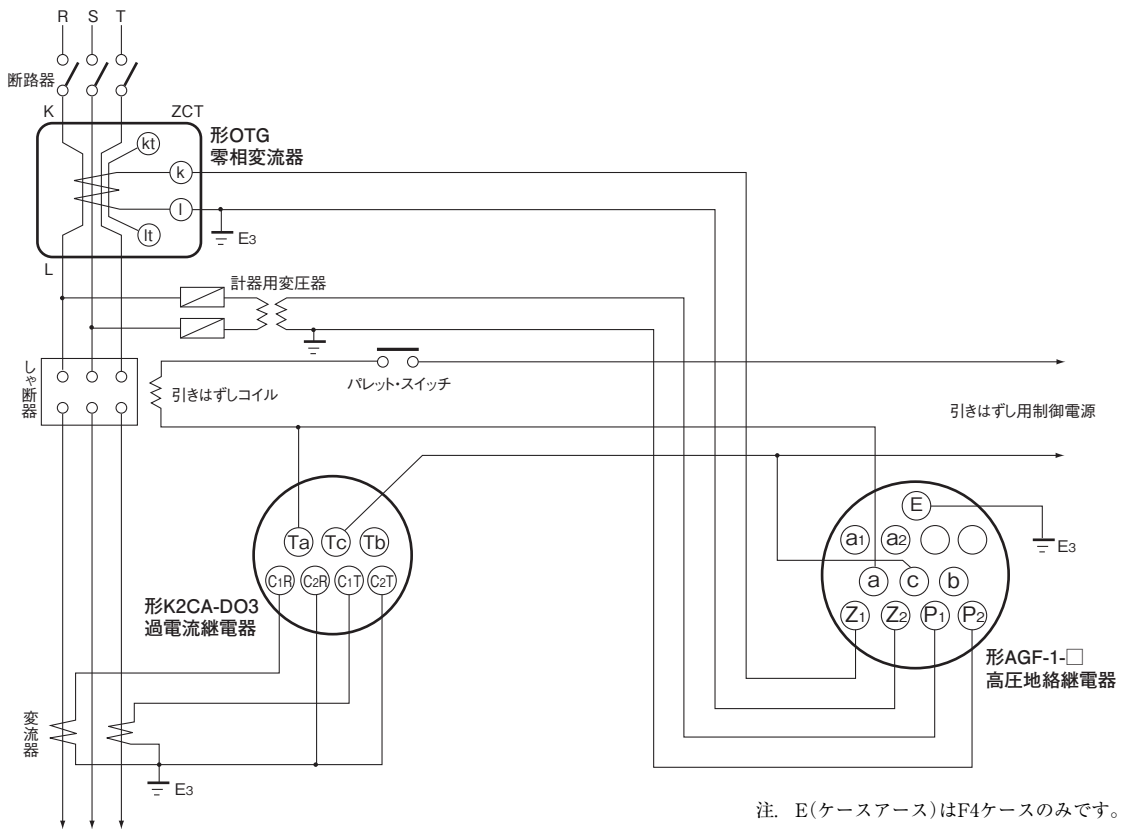 R S T
断路器
K
ZCT
形OTG
零相変流器
kt
k
l
lt
E3
L
計器用変圧器
しゃ断器
引きはずしコイル
パレット・スイッチ
引きはずし用制御電源
Ta Tc Tb
C1R C2R C1T C2T
形K2CA-DO3
過電流継電器
E
E3
a1 a2
a c b
Z1 Z2 P1 P2
形AGF-1-□
高圧地絡継電器
変流器
E3
注. E(ケースアース)はF4ケースのみです。